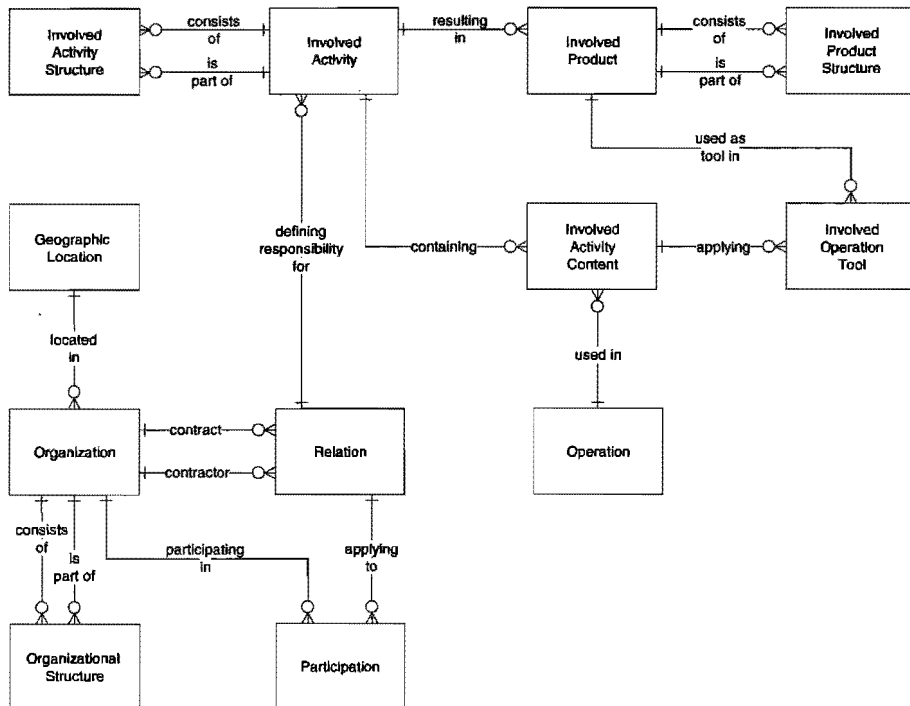 Involved
Activity
Structure
consists
of
is
part of
Involved
Activity
resulting
in
Involved
Product
consists
of
is
part of
Involved
Product
Structure
used as
tool in
Geographic
Location
defining
responsibility
for
containing
Involved
Activity
Content
applying
Involved
Operation
Tool
located
in
used in
Organization
contract
contractor
Relation
Operation
consists
of
is
part of
participating
in
applying
to
Organizational
Structure
Participation